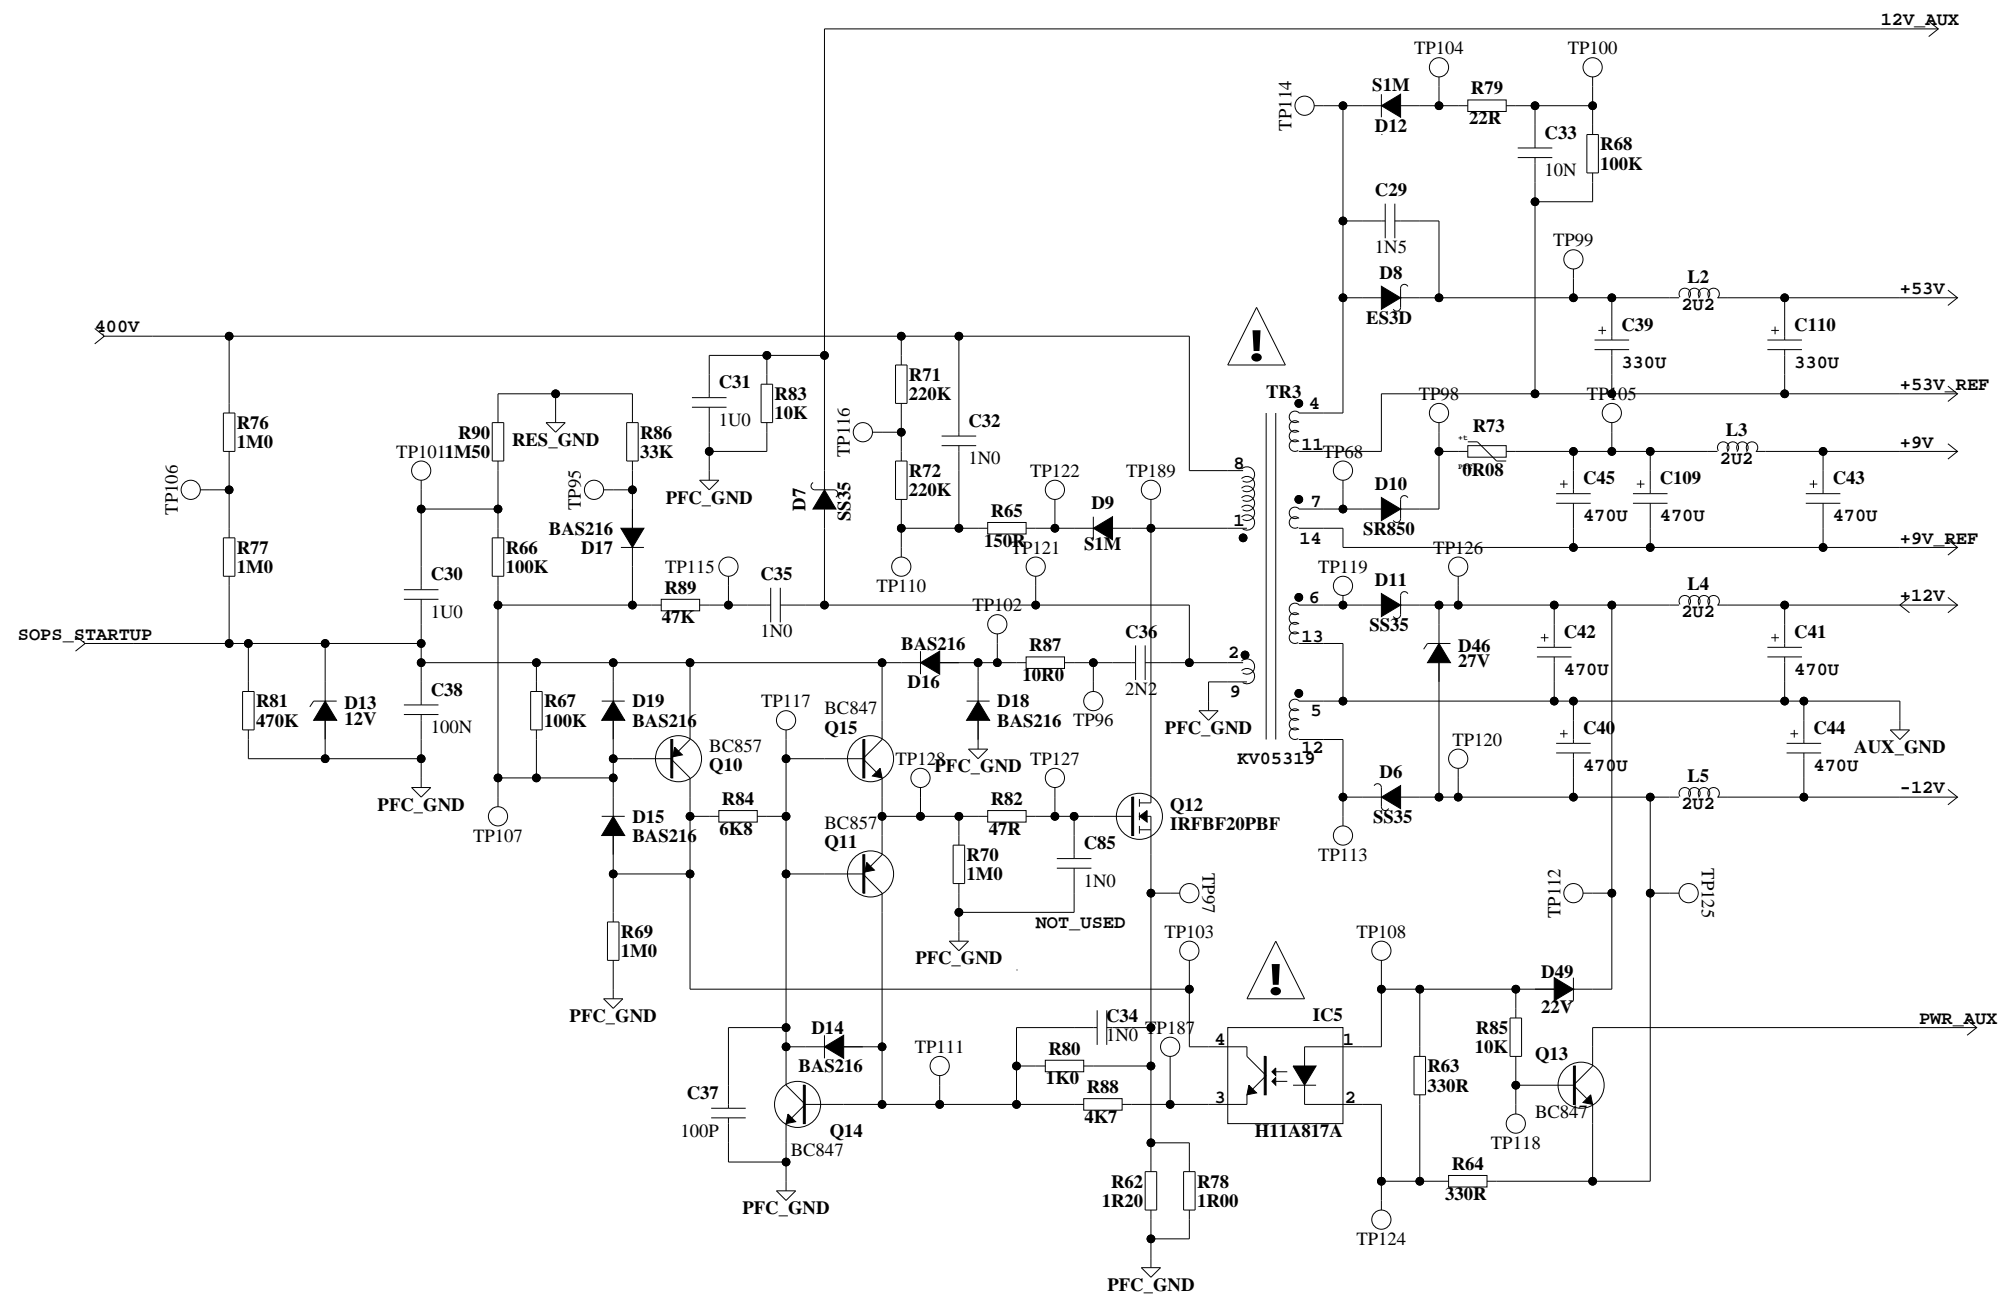 12V_AUX
TP104
TP100
TP114
S1M
D12
R79
22R
C33
10N
R68
100K
C29
1N5
TP99
D8
ES3D
L2
2U2
+53V
C39
330U
C110
330U
400V
+53V_REF
R76
1M0
TP106
R77
1M0
R90
1M50
TP101
RES_GND
R86
33K
TP95
BAS216
D17
R66
100K
C31
1U0
R83
10K
PFC_GND
D7
SS35
TP116
R71
220K
R72
220K
C32
1N0
TP122
TP189
R65
150R
D9
S1M
TP110
TP121
TR3
4
11
8
1
7
14
6
13
2
9
5
12
KV05319
TP98
TP105
R73
+t
0R08
L3
2U2
+9V
TP68
D10
SR850
C45
470U
C109
470U
C43
470U
+9V_REF
TP126
TP119
D11
SS35
L4
2U2
+12V
C30
1U0
TP115
R89
47K
C35
1N0
TP102
SOPS_STARTUP
BAS216
D16
R87
10R0
C36
2N2
TP96
D46
27V
C42
470U
C41
470U
R81
470K
D13
12V
C38
100N
R67
100K
D19
BAS216
BC857
Q10
TP117
BC847
Q15
D18
BAS216
PFC_GND
PFC_GND
C40
470U
C44
470U
AUX_GND
PFC_GND
TP107
D15
BAS216
R84
6K8
BC857
Q11
TP128
TP127
R82
47R
R70
1M0
C85
1N0
NOT_USED
PFC_GND
Q12
IRFBF20PBF
D6
SS35
TP120
L5
2U2
-12V
TP113
TP97
TP112
TP125
R69
1M0
PFC_GND
TP103
TP108
D49
22V
IC5
4
3
1
2
H11A817A
R85
10K
R63
330R
Q13
BC847
PWR_AUX
TP118
R64
330R
TP124
D14
BAS216
C37
100P
Q14
BC847
PFC_GND
TP111
C34
1N0
TP187
R80
1K0
R88
4K7
R62
1R20
R78
1R00
PFC_GND